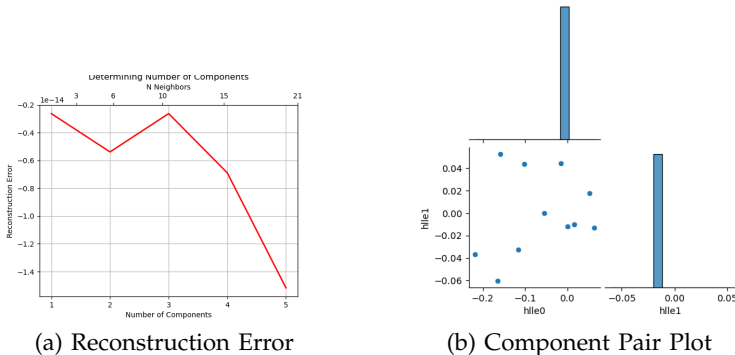 Determining Number of Components
N Neighbors
1e−14 3 6 10 15 21
−0.2
−0.4
−0.6
−0.8
−1.0
−1.2
−1.4
Reconstruction Error
1 2 3 4 5
Number of Components
(a) Reconstruction Error
0.04
0.02
0.00
−0.02
−0.04
−0.06
hlle1
−0.2 −0.1 0.0
hlle0
−0.05 0.00 0.05
hlle1
(b) Component Pair Plot